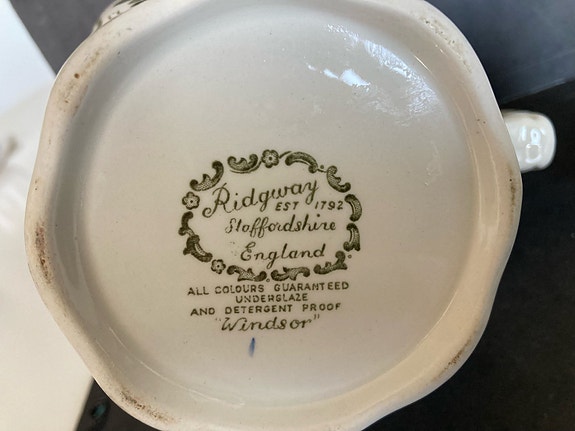 Ridgway
EST 1792
Staffordshire
England
ALL COLOURS GUARANTEED
UNDERGLAZE
AND DETERGENT PROOF
"Windsor"